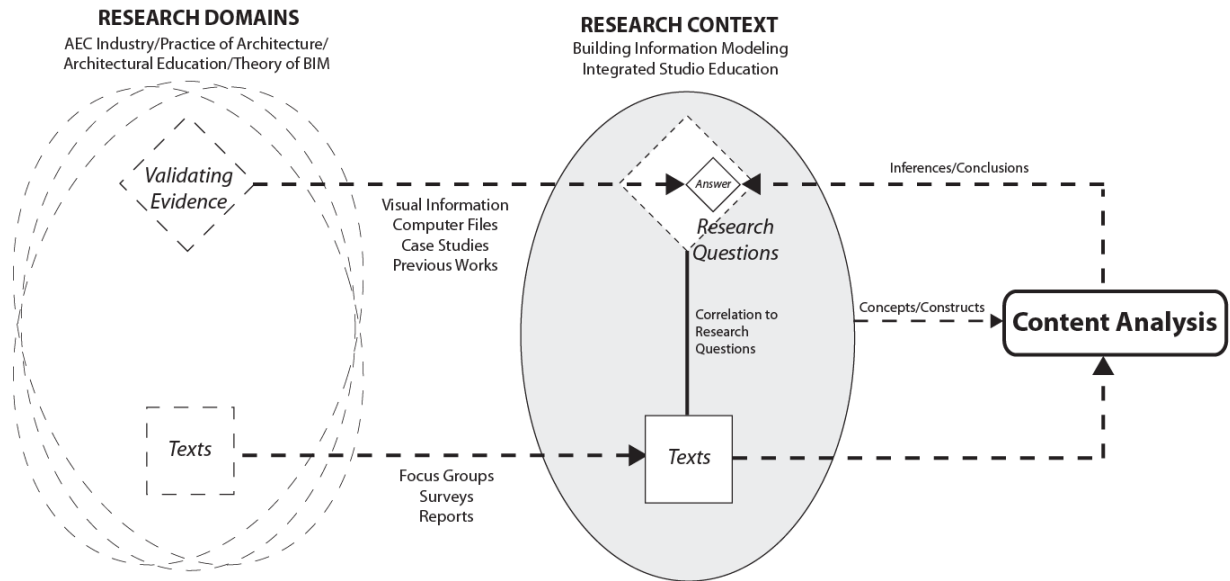 RESEARCH DOMAINS
AEC Industry/Practice of Architecture/
Architectural Education/Theory of BIM
RESEARCH CONTEXT
Building Information Modeling
Integrated Studio Education
Validating
Evidence
Visual Information
Computer Files
Case Studies
Previous Works
Answer
Research
Questions
Inferences/Conclusions
Correlation to
Research
Questions
Concepts/Constructs
Content Analysis
Texts
Focus Groups
Surveys
Reports
Texts